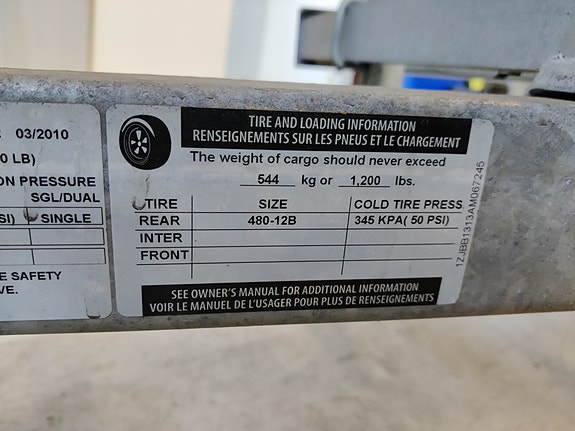 03/2010
0 LB)
ON PRESSURE
SGL/DUAL
SI) SINGLE
E SAFETY
VE.
TIRE AND LOADING INFORMATION
RENSEIGNEMENTS SUR LES PNEUS ET LE CHARGEMENT
The weight of cargo should never exceed
544 kg or 1,200 lbs.
TIRE SIZE COLD TIRE PRESS
REAR 480-12B 345 KPA( 50 PSI)
INTER
FRONT
SEE OWNER'S MANUAL FOR ADDITIONAL INFORMATION
VOIR LE MANUEL DE L'USAGER POUR PLUS DE RENSEIGNEMENTS
1ZJBB1313AM067245